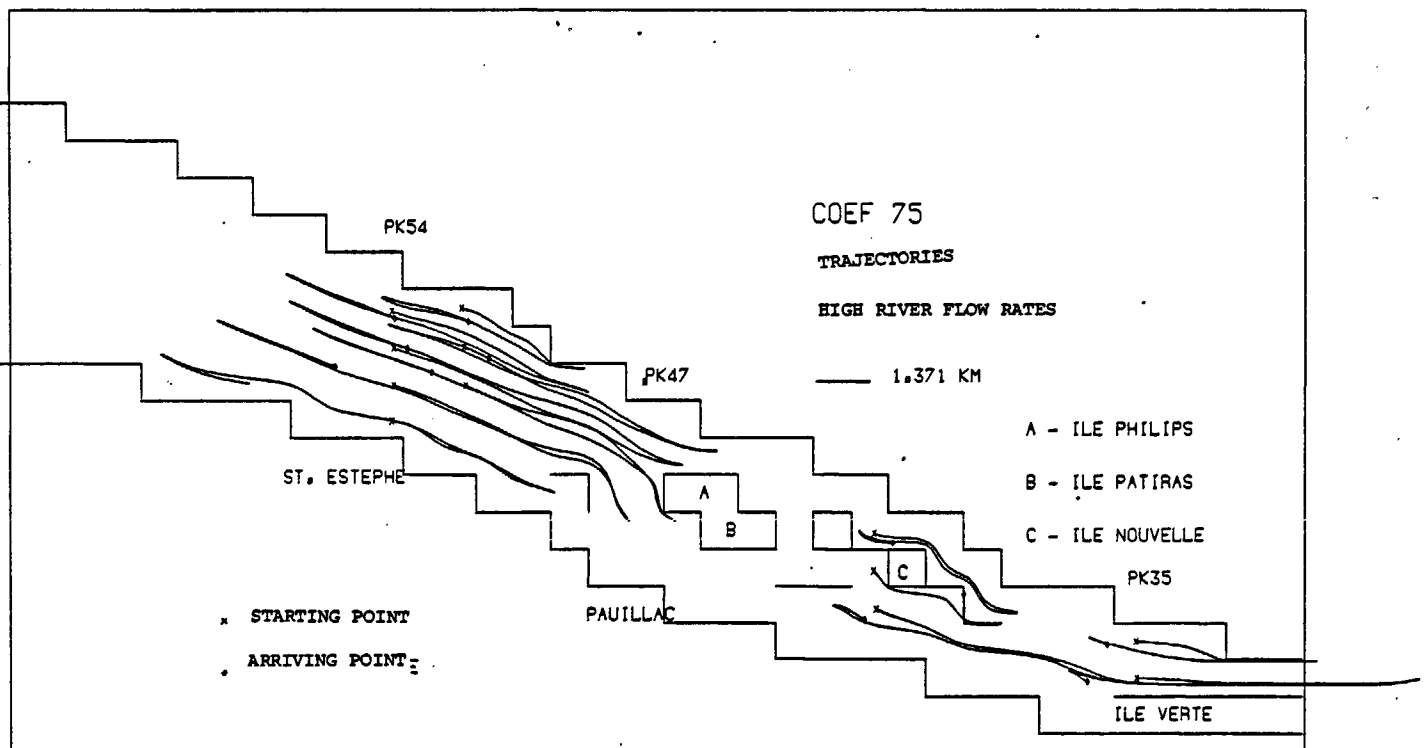 PK54
COEF 75
TRAJECTORIES
HIGH RIVER FLOW RATES
1.371 KM
PK47
A - ILE PHILIPS
B - ILE PATIRAS
C - ILE NOUVELLE
ST. ESTEPHE
A
B
C
PK35
PAUILLAC
x STARTING POINT
. ARRIVING POINT
ILE VERTE